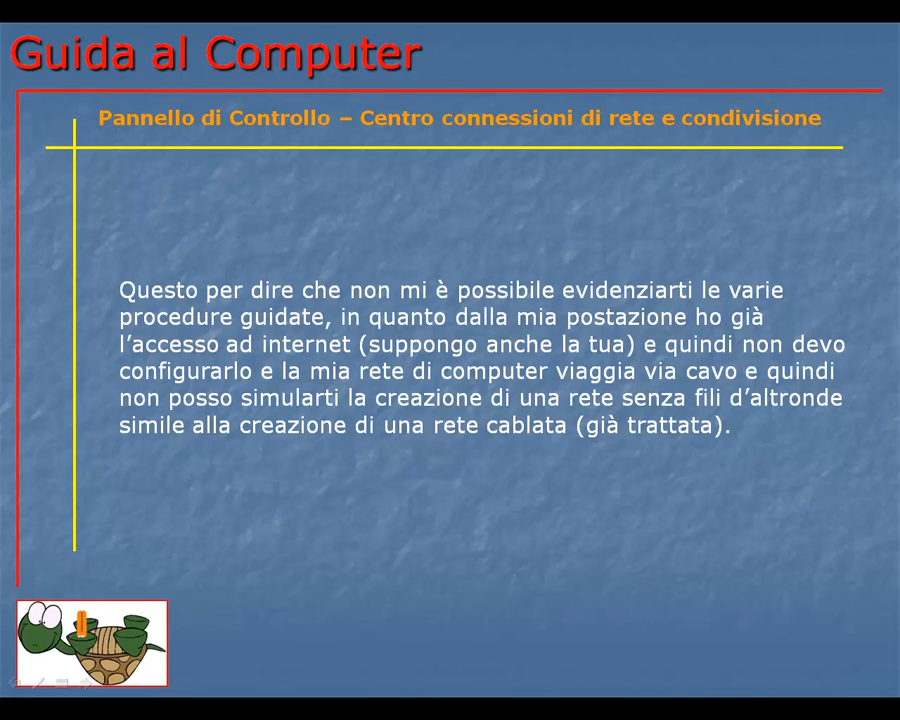 Guida al Computer
Pannello di Controllo – Centro connessioni di rete e condivisione
Questo per dire che non mi è possibile evidenziarti le varie
procedure guidate, in quanto dalla mia postazione ho già
l’accesso ad internet (suppongo anche la tua) e quindi non devo
configurarlo e la mia rete di computer viaggia via cavo e quindi
non posso simularti la creazione di una rete senza fili d’altronde
simile alla creazione di una rete cablata (già trattata).